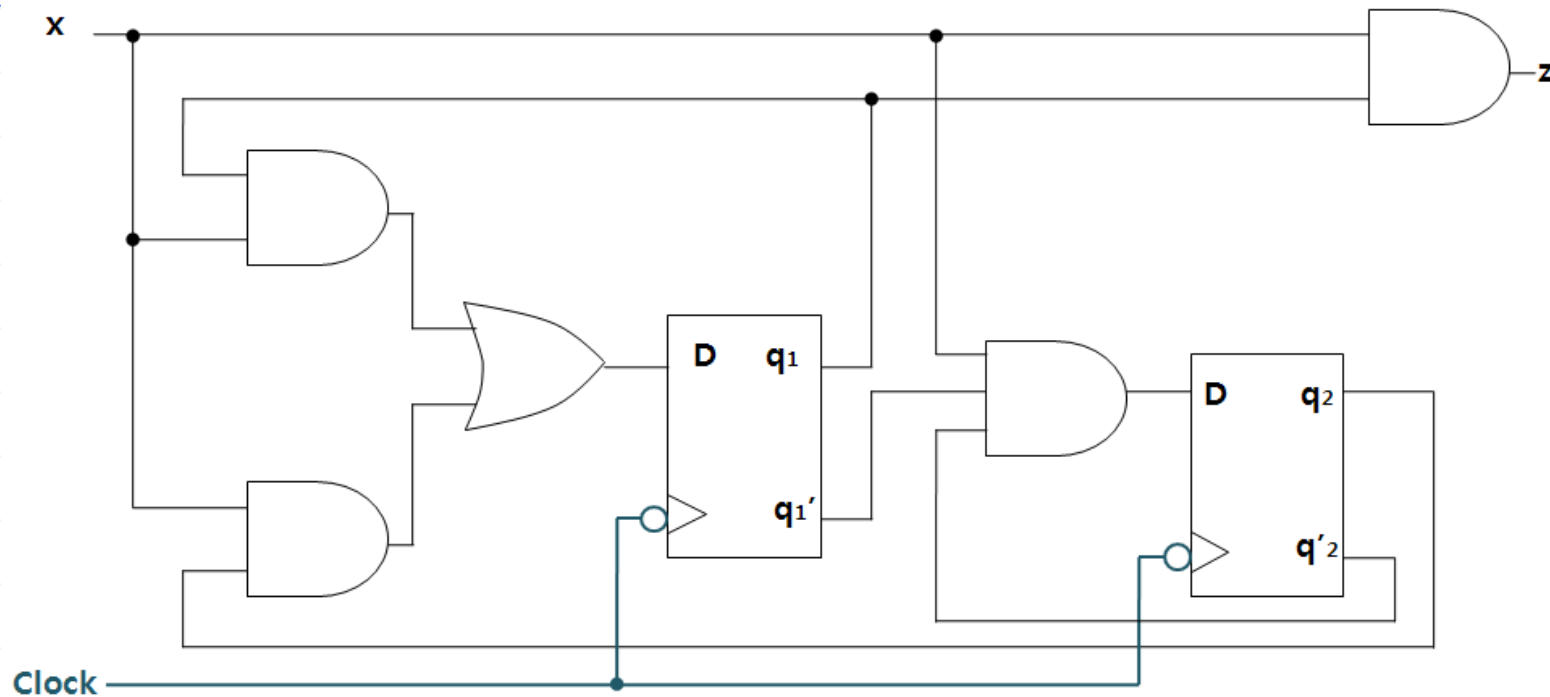 x
z
D q₁
q₁′
D q₂
q′₂
Clock